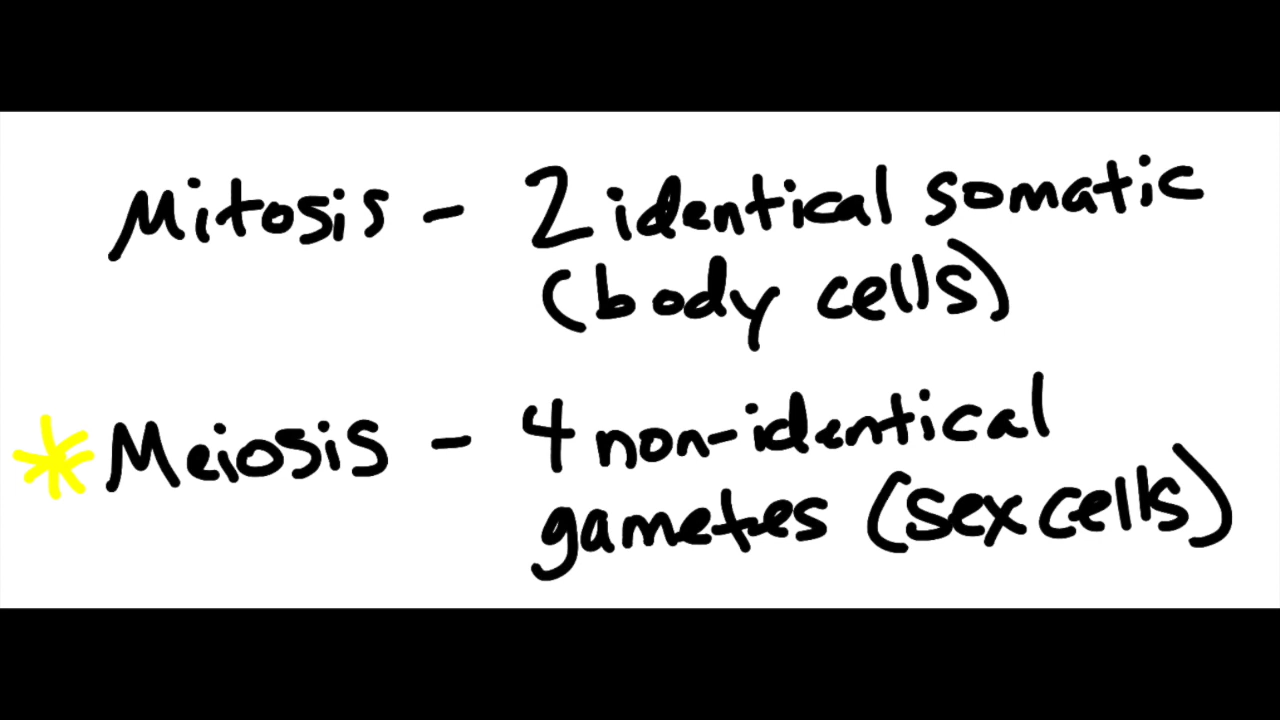 Mitosis - 2 identical somatic
(body cells)
* Meiosis - 4 non-identical
gametes (sex cells)